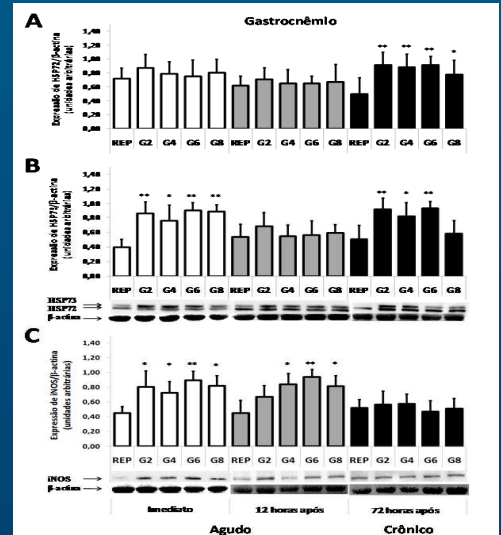 A
Gastrocnêmio
Expressão de HSP72/β-actina
(unidades arbitrárias)
1,20
1,00
0,80
0,60
0,40
0,20
0,00
** ** ** *
REP G2 G4 G6 G8 REP G2 G4 G6 G8 REP G2 G4 G6 G8
B
Expressão de HSP73/β-actina
(unidades arbitrárias)
1,20
1,00
0,80
0,60
0,40
0,20
0,00
** * ** ** ** * **
REP G2 G4 G6 G8 REP G2 G4 G6 G8 REP G2 G4 G6 G8
HSP73
HSP72
β-actina
C
Expressão de iNOS/β-actina
(unidades arbitrárias)
1,20
1,00
0,80
0,60
0,40
0,20
0,00
* * ** * * ** *
REP G2 G4 G6 G8 REP G2 G4 G6 G8 REP G2 G4 G6 G8
iNOS
β-actina
Imediato 12 horas após 72 horas após
Agudo Crônico